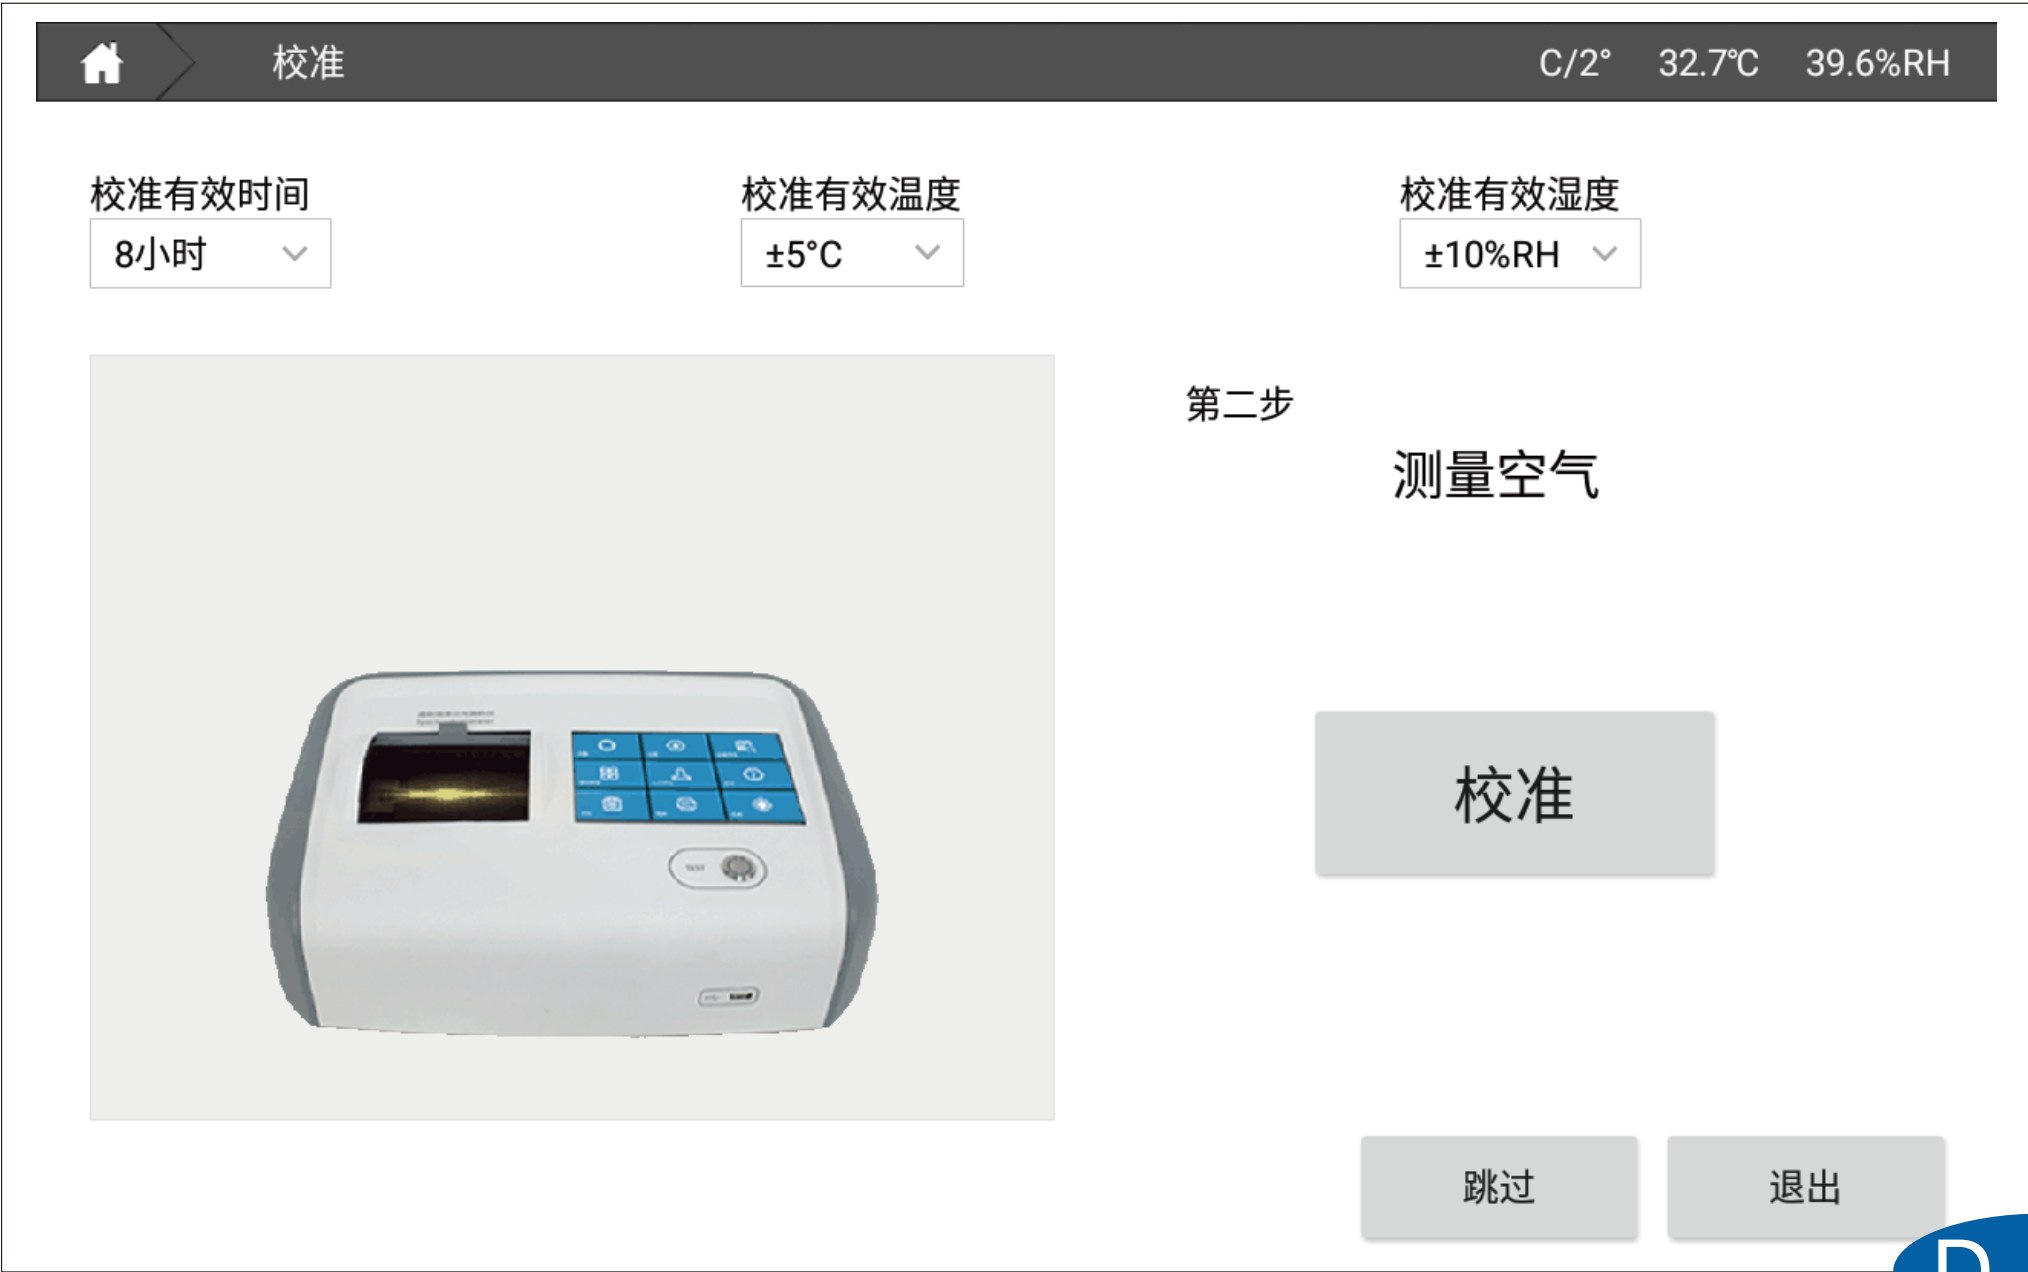 校准
C/2° 32.7℃ 39.6%RH
校准有效时间
校准有效温度
校准有效湿度
8小时
±5°C
±10%RH
第二步
测量空气
TEST
校准
跳过
退出